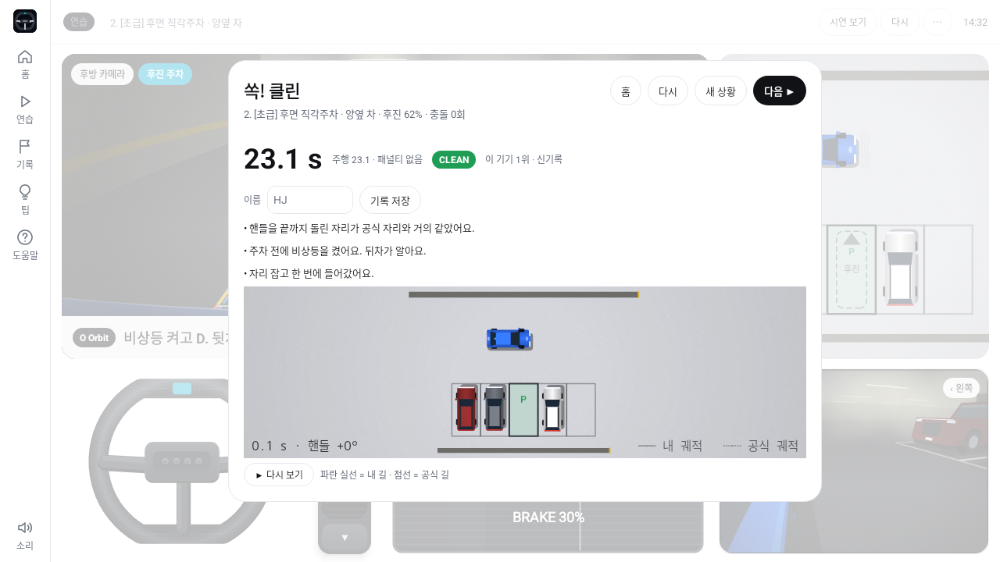 연습
2. [초급] 후면 직각주차 · 양옆 차
시연 보기
다시
···
14:32
홈
연습
기록
팁
도움말
소리
후방 카메라
후진 주차
쏙! 클린
홈
다시
새 상황
다음 ►
2. [초급] 후면 직각주차 · 양옆 차 · 후진 62% · 충돌 0회
23.1 s
주행 23.1 · 패널티 없음
CLEAN
이 기기 1위 · 신기록
이름
HJ
기록 저장
• 핸들을 끝까지 돌린 자리가 공식 자리와 거의 같았어요.
• 주차 전에 비상등을 켰어요. 뒤차가 알아요.
• 자리 잡고 한 번에 들어갔어요.
P
0.1 s · 핸들 +0°
내 궤적
공식 궤적
► 다시 보기
파란 실선 = 내 길 · 점선 = 공식 길
P
후진
O Orbit
비상등 켜고 D.
‹ 왼쪽
▼
BRAKE 30%